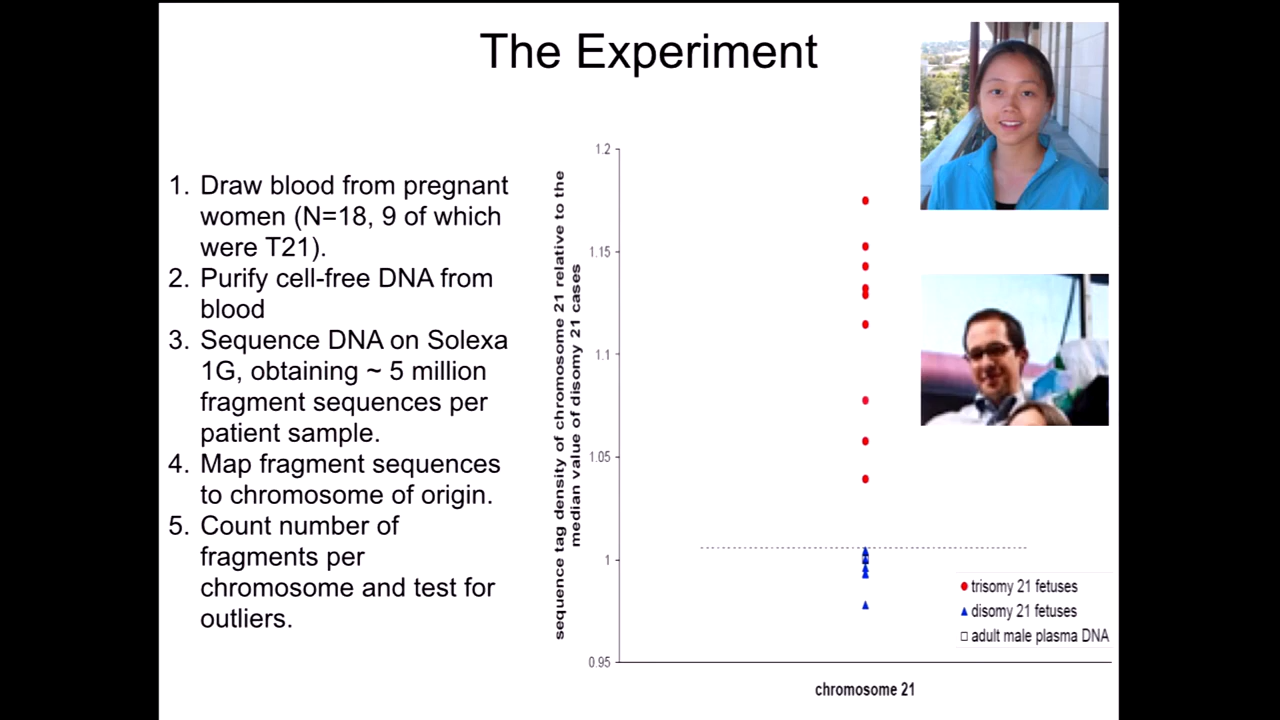 The Experiment
1. Draw blood from pregnant
women (N=18, 9 of which
were T21).
2. Purify cell-free DNA from
blood
3. Sequence DNA on Solexa
1G, obtaining ~ 5 million
fragment sequences per
patient sample.
4. Map fragment sequences
to chromosome of origin.
5. Count number of
fragments per
chromosome and test for
outliers.
sequence tag density of chromosome 21 relative to the
median value of disomy 21 cases
1.2
1.15
1.1
1.05
1
0.95
trisomy 21 fetuses
disomy 21 fetuses
adult male plasma DNA
chromosome 21